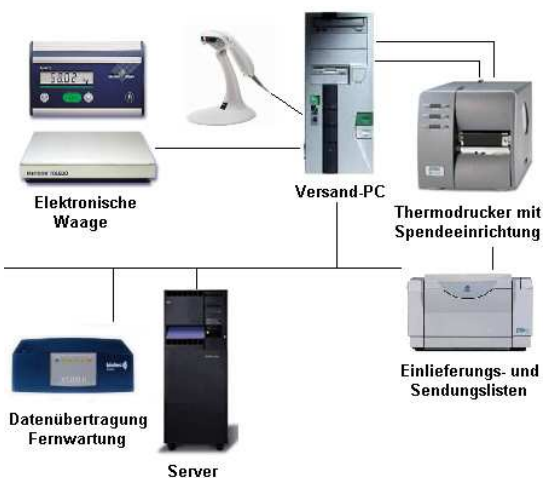 Versand-PC
Elektronische
Waage
Thermodrucker mit
Spendeeinrichtung
Einlieferungs- und
Sendungslisten
Datenübertragung
Fernwartung
Server